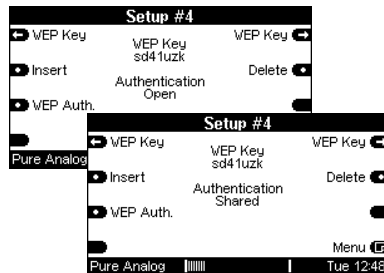 Setup #4
WEP Key WEP Key
WEP Key
sd41uzk
Insert Delete
Authentication
Open
WEP Auth.
Pure Analog
Setup #4
WEP Key WEP Key
WEP Key
sd41uzk
Insert Delete
Authentication
Shared
WEP Auth.
Menu
Pure Analog Tue 12:48